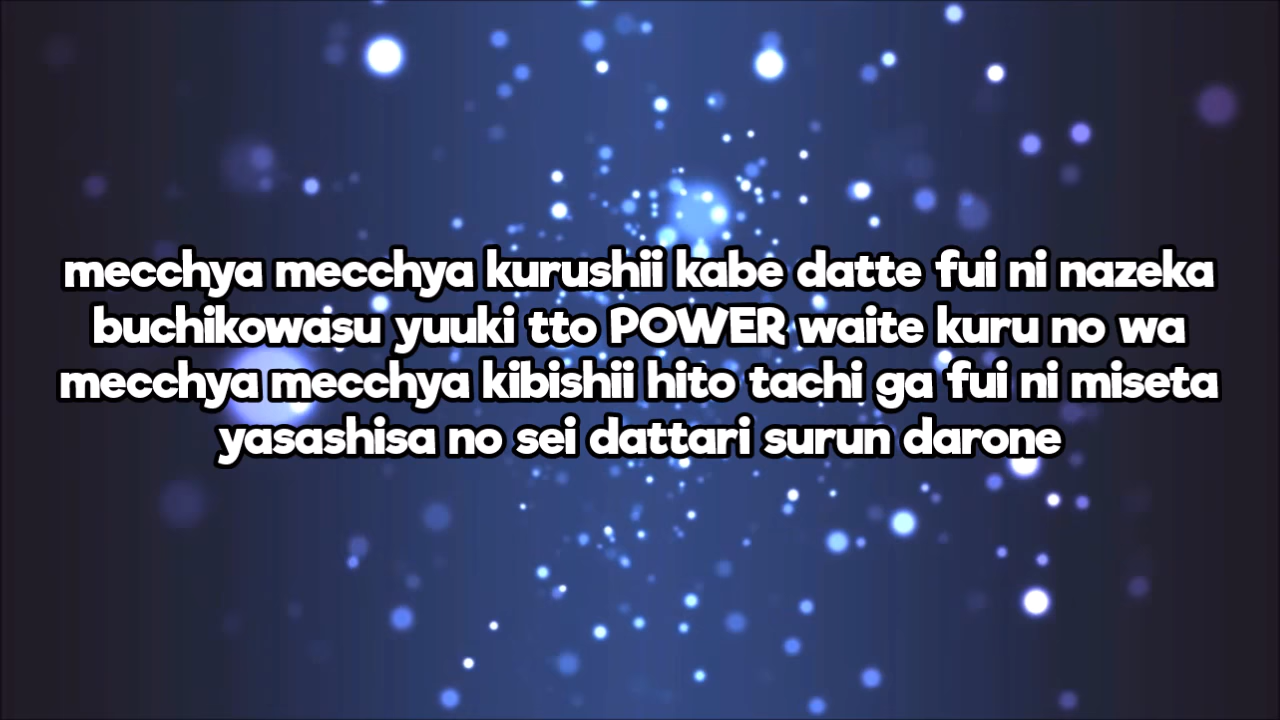 mecchya mecchya kurushii kabe datte fui ni nazeka
buchikowasu yuuki tto POWER waite kuru no wa
mecchya mecchya kibishii hito tachi ga fui ni miseta
yasashisa no sei dattari surun darone